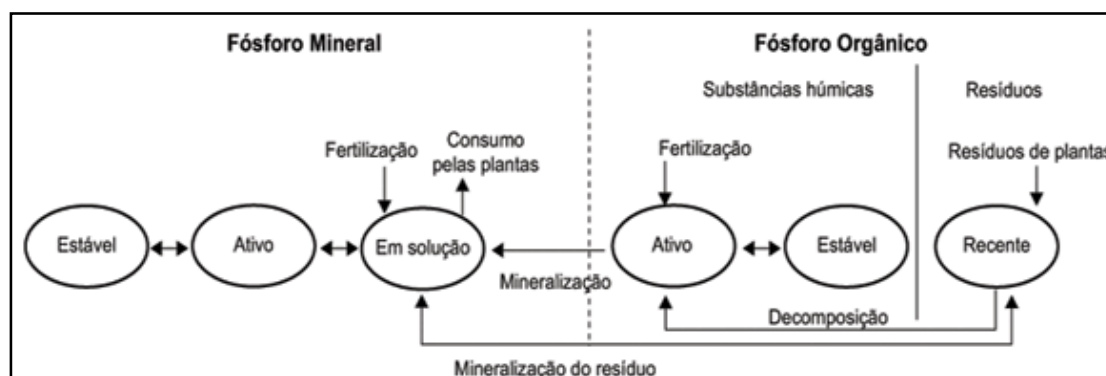 Fósforo Mineral
Fósforo Orgânico
Substâncias húmicas
Resíduos
Fertilização
Consumo
pelas plantas
Fertilização
Resíduos de plantas
Estável
Ativo
Em solução
Ativo
Estável
Recente
Mineralização
Decomposição
Mineralização do resíduo